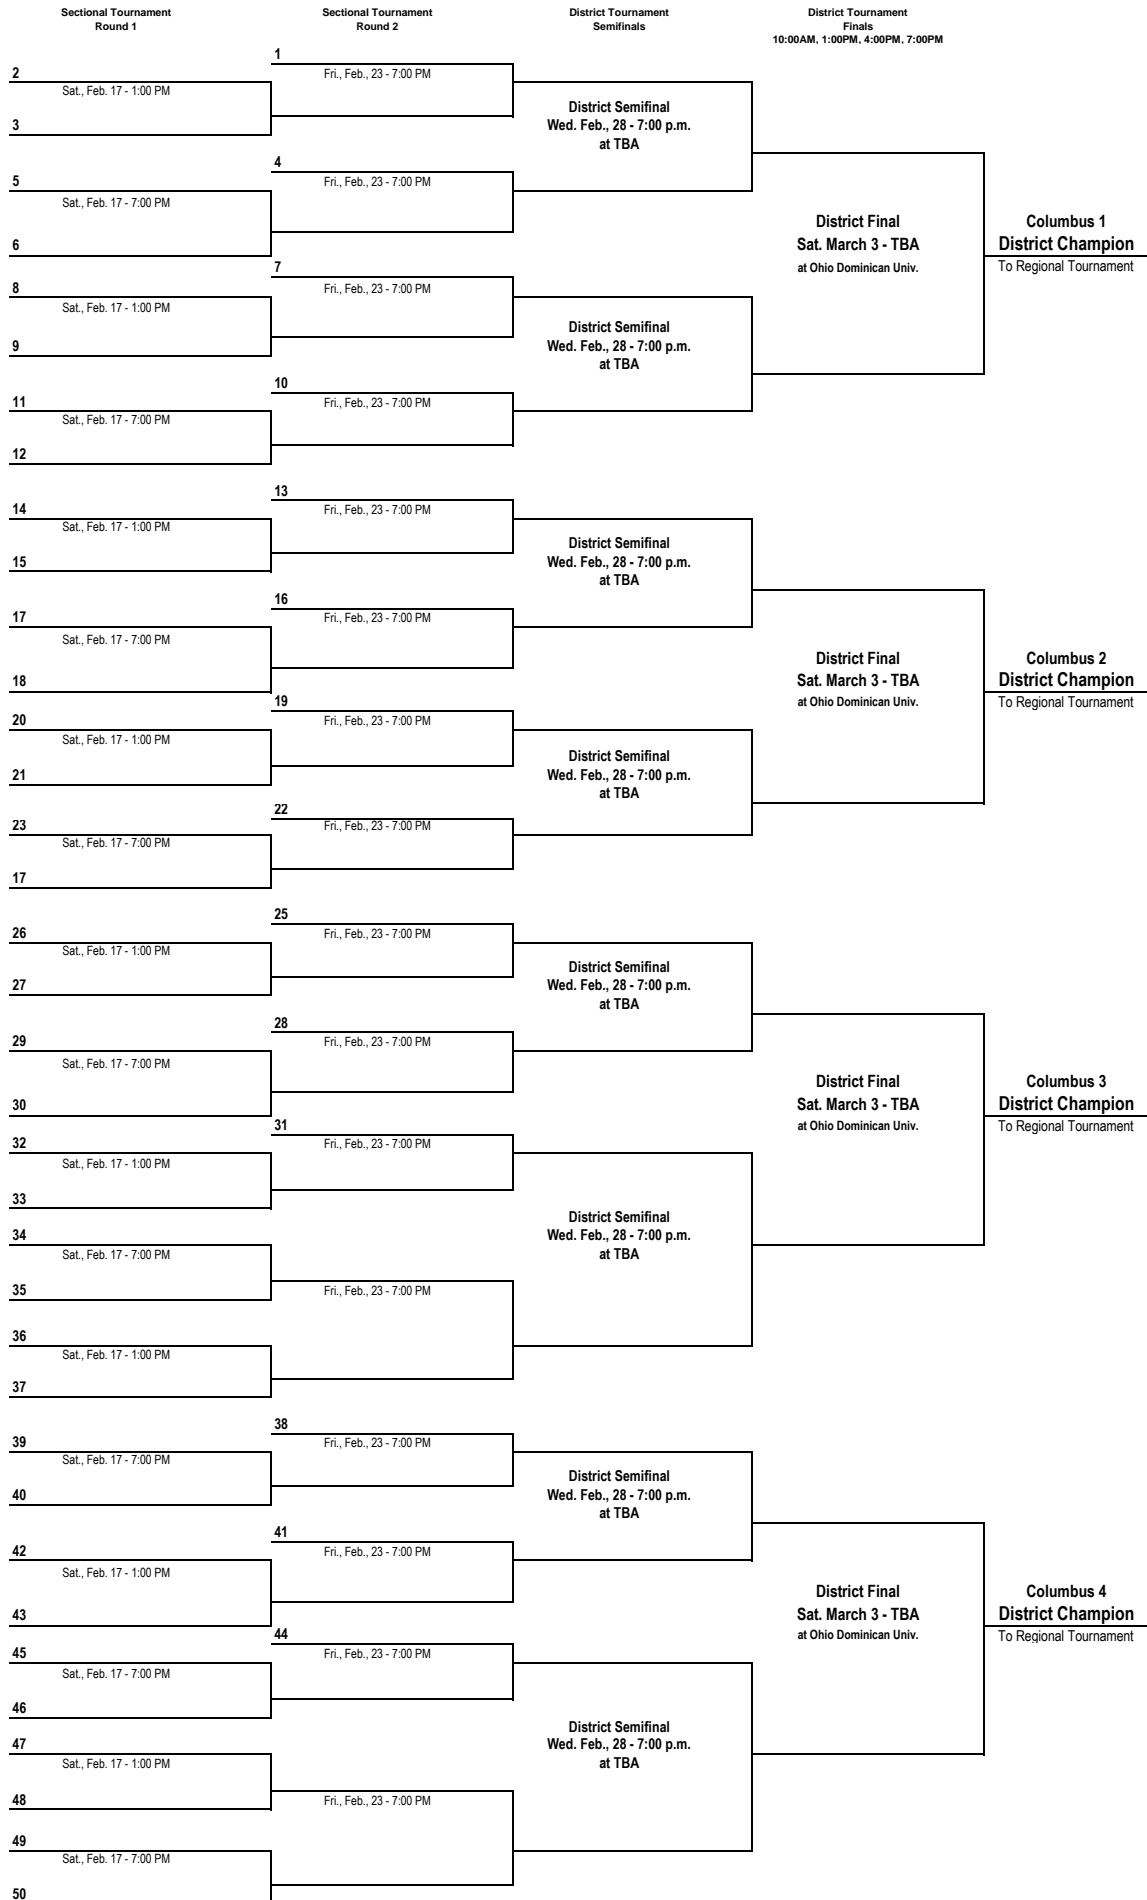 Sectional Tournament
Round 1
Sectional Tournament
Round 2
District Tournament
Semifinals
District Tournament
Finals
10:00AM, 1:00PM, 4:00PM, 7:00PM
1
2
Fri., Feb., 23 - 7:00 PM
Sat., Feb. 17 - 1:00 PM
District Semifinal
Wed. Feb., 28 - 7:00 p.m.
at TBA
3
4
5
Fri., Feb., 23 - 7:00 PM
Sat., Feb. 17 - 7:00 PM
District Final
Sat. March 3 - TBA
at Ohio Dominican Univ.
Columbus 1
District Champion
To Regional Tournament
6
7
8
Fri., Feb., 23 - 7:00 PM
Sat., Feb. 17 - 1:00 PM
District Semifinal
Wed. Feb., 28 - 7:00 p.m.
at TBA
9
10
11
Fri., Feb., 23 - 7:00 PM
Sat., Feb. 17 - 7:00 PM
12
13
14
Fri., Feb., 23 - 7:00 PM
Sat., Feb. 17 - 1:00 PM
District Semifinal
Wed. Feb., 28 - 7:00 p.m.
at TBA
15
16
17
Fri., Feb., 23 - 7:00 PM
Sat., Feb. 17 - 7:00 PM
District Final
Sat. March 3 - TBA
at Ohio Dominican Univ.
Columbus 2
District Champion
To Regional Tournament
18
19
20
Fri., Feb., 23 - 7:00 PM
Sat., Feb. 17 - 1:00 PM
District Semifinal
Wed. Feb., 28 - 7:00 p.m.
at TBA
21
22
23
Fri., Feb., 23 - 7:00 PM
Sat., Feb. 17 - 7:00 PM
17
25
26
Fri., Feb., 23 - 7:00 PM
Sat., Feb. 17 - 1:00 PM
District Semifinal
Wed. Feb., 28 - 7:00 p.m.
at TBA
27
28
29
Fri., Feb., 23 - 7:00 PM
Sat., Feb. 17 - 7:00 PM
District Final
Sat. March 3 - TBA
at Ohio Dominican Univ.
Columbus 3
District Champion
To Regional Tournament
30
31
32
Fri., Feb., 23 - 7:00 PM
Sat., Feb. 17 - 1:00 PM
33
District Semifinal
Wed. Feb., 28 - 7:00 p.m.
at TBA
34
Sat., Feb. 17 - 7:00 PM
35
Fri., Feb., 23 - 7:00 PM
36
Sat., Feb. 17 - 1:00 PM
37
38
39
Fri., Feb., 23 - 7:00 PM
Sat., Feb. 17 - 7:00 PM
District Semifinal
Wed. Feb., 28 - 7:00 p.m.
at TBA
40
41
42
Fri., Feb., 23 - 7:00 PM
Sat., Feb. 17 - 1:00 PM
District Final
Sat. March 3 - TBA
at Ohio Dominican Univ.
Columbus 4
District Champion
To Regional Tournament
43
44
45
Fri., Feb., 23 - 7:00 PM
Sat., Feb. 17 - 7:00 PM
46
District Semifinal
Wed. Feb., 28 - 7:00 p.m.
at TBA
47
Sat., Feb. 17 - 1:00 PM
48
Fri., Feb., 23 - 7:00 PM
49
Sat., Feb. 17 - 7:00 PM
50